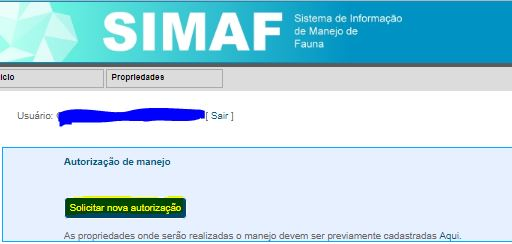 SIMAF
Sistema de Informação
de Manejo de
Fauna
ício
Propriedades
Usuário: [ Sair ]
Autorização de manejo
Solicitar nova autorização
As propriedades onde serão realizadas o manejo devem ser previamente cadastradas Aqui.